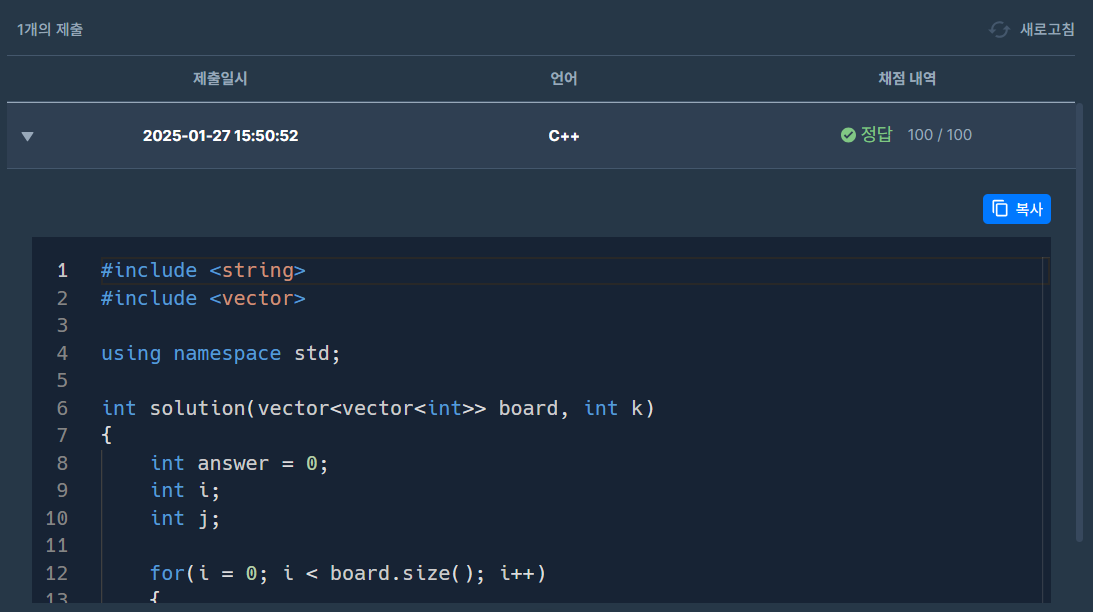 1개의 제출 새로고침
제출일시 언어 채점 내역
2025-01-27 15:50:52 C++ 정답 100 / 100
복사
1 #include <string>
2 #include <vector>
3
4 using namespace std;
5
6 int solution(vector<vector<int>> board, int k)
7 {
8     int answer = 0;
9     int i;
10     int j;
11
12     for(i = 0; i < board.size(); i++)
13     {